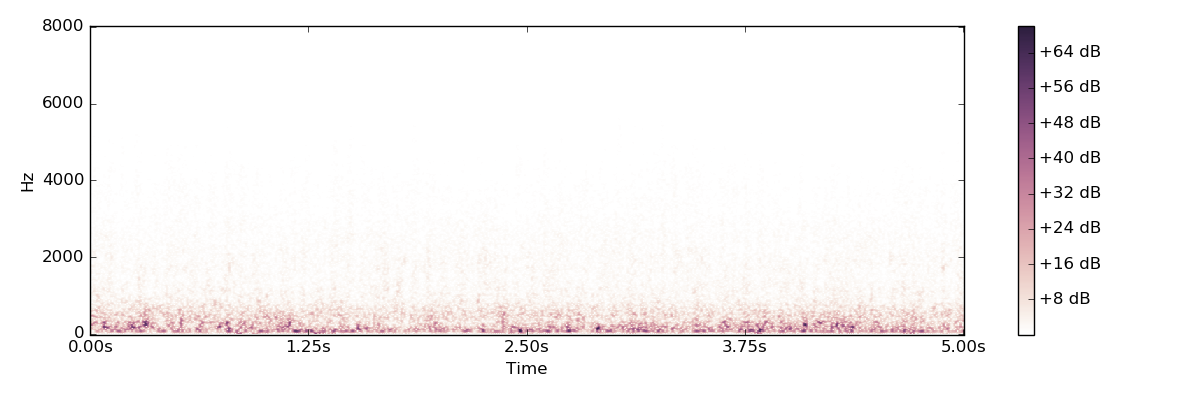 8000
6000
4000
2000
0
Hz
0.00s 1.25s 2.50s 3.75s 5.00s
Time
+64 dB
+56 dB
+48 dB
+40 dB
+32 dB
+24 dB
+16 dB
+8 dB